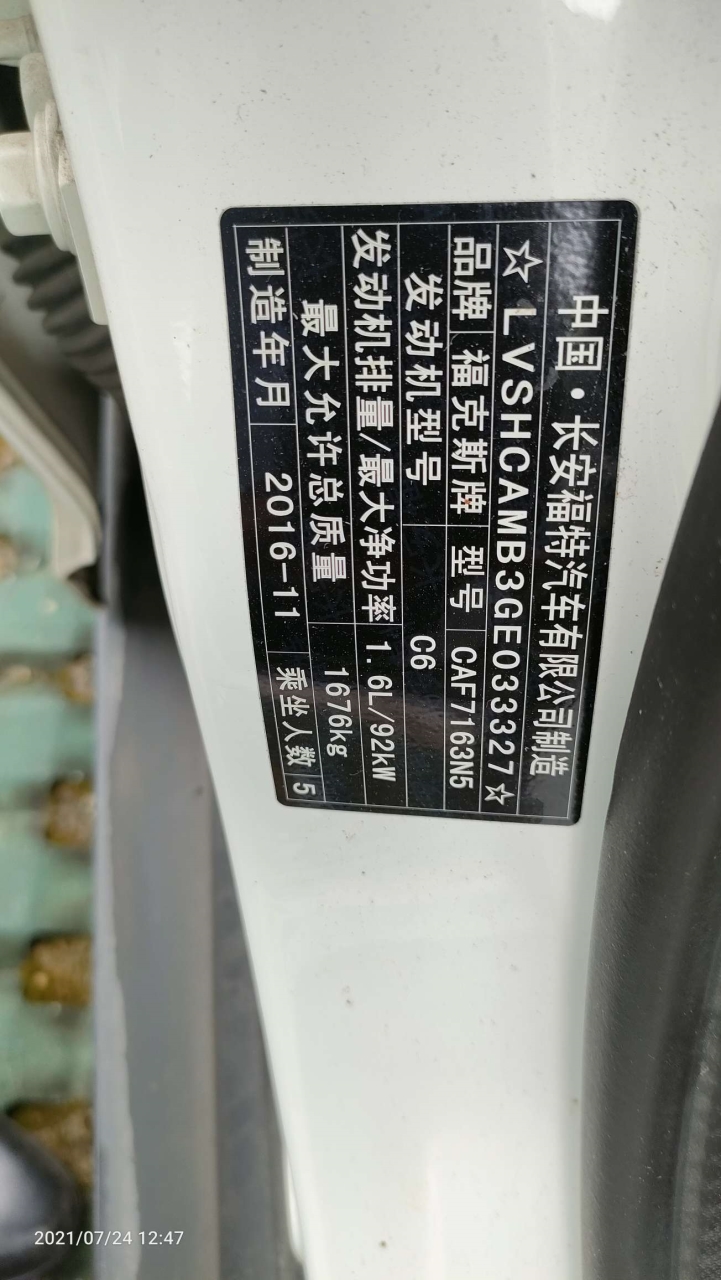 中国·长安福特汽车有限公司制造
☆LVSHCAMB3GE033327☆
品牌 福克斯牌 型号 CAF7163N5
发动机型号 C6
发动机排量/最大净功率 1.6L/92kW
最大允许总质量 1676kg
制造年月 2016-11 乘坐人数 5
2021/07/24 12:47